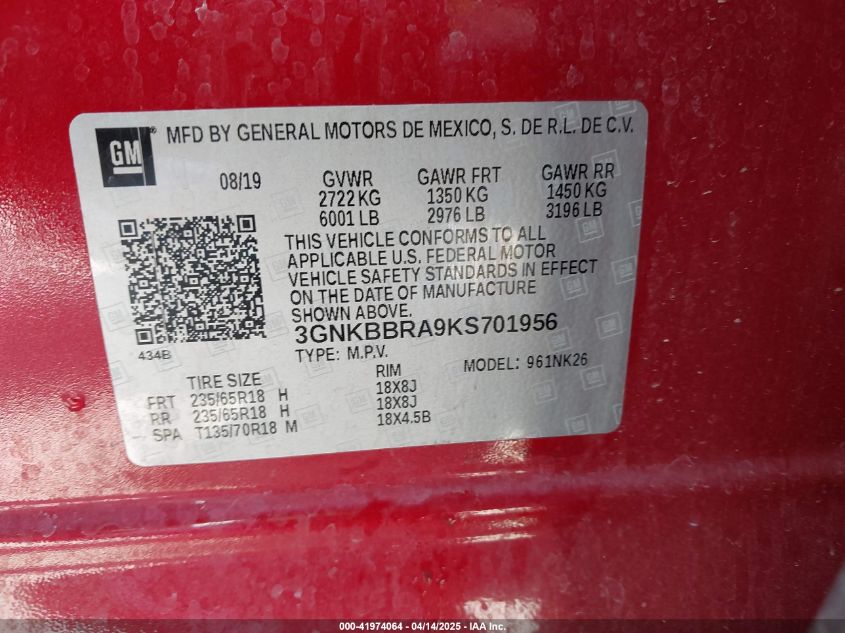 GM
MFD BY GENERAL MOTORS DE MEXICO, S. DE R.L. DE C.V.
08/19 GVWR GAWR FRT GAWR RR
2722 KG 1350 KG 1450 KG
6001 LB 2976 LB 3196 LB
THIS VEHICLE CONFORMS TO ALL
APPLICABLE U.S. FEDERAL MOTOR
VEHICLE SAFETY STANDARDS IN EFFECT
ON THE DATE OF MANUFACTURE
SHOWN ABOVE.
3GNKBBRA9KS701956
434B
TYPE: M.P.V. MODEL: 961NK26
TIRE SIZE RIM
FRT 235/65R18 H 18X8J
RR 235/65R18 H 18X8J
SPA T135/70R18 M 18X4.5B
000-41974064 | 04/14/2025 | IAA Inc.